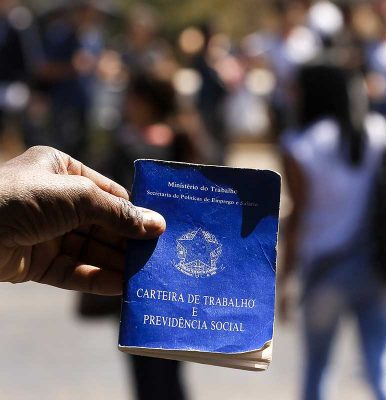 Ministério do Trabalho
Secretaria de Políticas de Emprego e Salário
CARTEIRA DE TRABALHO
E
PREVIDÊNCIA SOCIAL